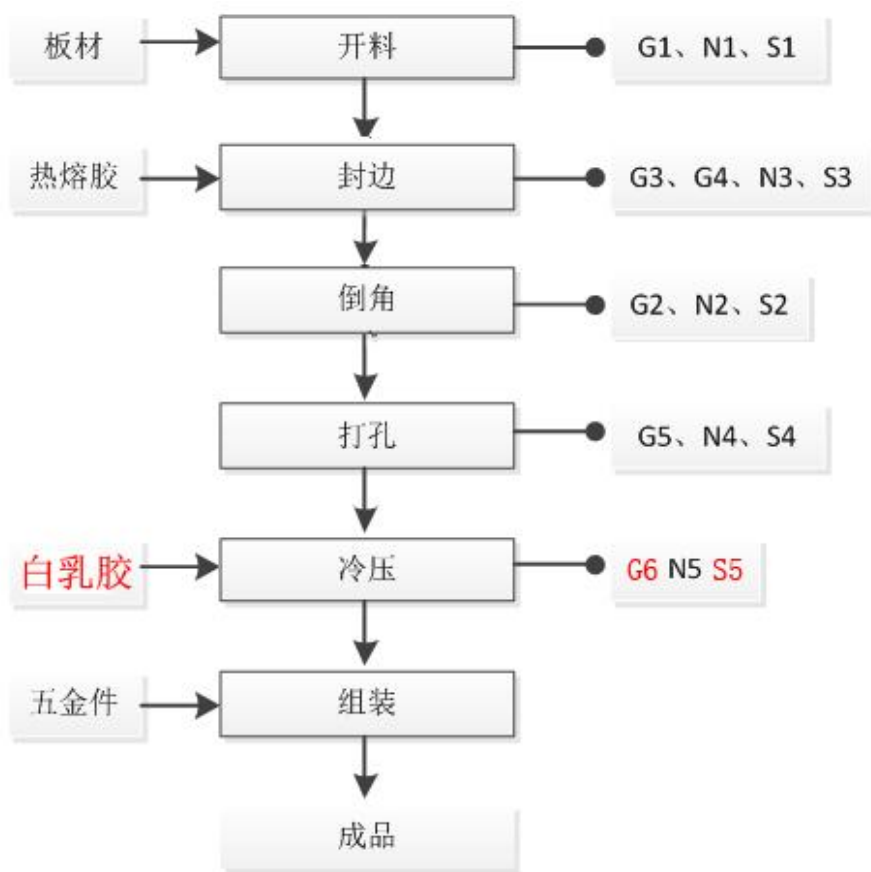 板材 开料 G1、N1、S1
热熔胶 封边 G3、G4、N3、S3
倒角 G2、N2、S2
打孔 G5、N4、S4
白乳胶 冷压 G6 N5 S5
五金件 组装
成品